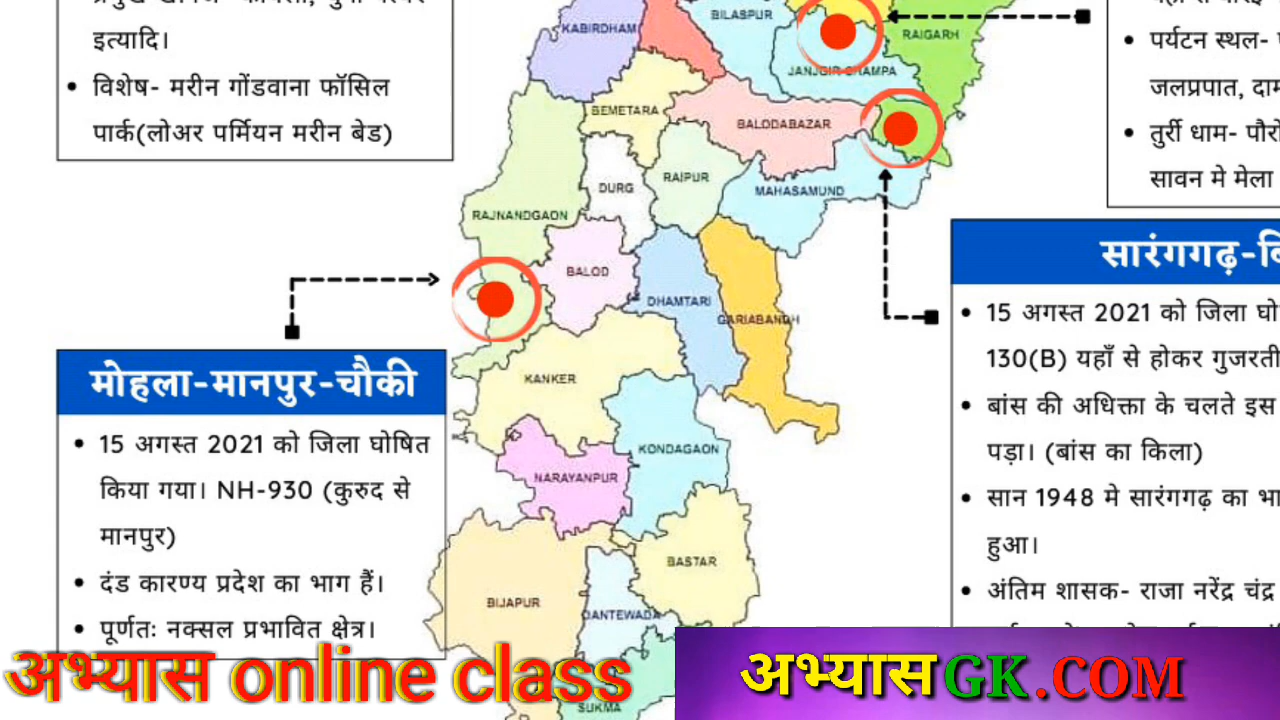 इत्यादि।
• विशेष- मरीन गोंडवाना फॉसिल
पार्क(लोअर पर्मियन मरीन बेड)
मोहला-मानपुर-चौकी
• 15 अगस्त 2021 को जिला घोषित
किया गया। NH-930 (कुरुद से
मानपुर)
• दंड कारण्य प्रदेश का भाग हैं।
• पूर्णतः नक्सल प्रभावित क्षेत्र।
KABIRDHAM
BILASPUR
RAIGARH
JANJGIR CHAMPA
BEMETARA
BALODABAZAR
DURG
RAIPUR
MAHASAMUND
RAJNANDGAON
BALOD
DHAMTARI
GARIABANDH
KANKER
KONDAGAON
NARAYANPUR
BASTAR
BIJAPUR
DANTEWADA
SUKMA
• पर्यटन स्थल-
जलप्रपात,
• तुर्री धाम-
सावन मे मेला
सारंगगढ़-
• 15 अगस्त 2021 को जिला
130(B) यहाँ से होकर गुजरती
• बांस की अधिक्ता के चलते इस
पड़ा। (बांस का किला)
• सान 1948 मे सारंगगढ़ का
हुआ।
• अंतिम शासक- राजा नरेंद्र चंद्र
अभ्यास online class
अभ्यासGK.COM